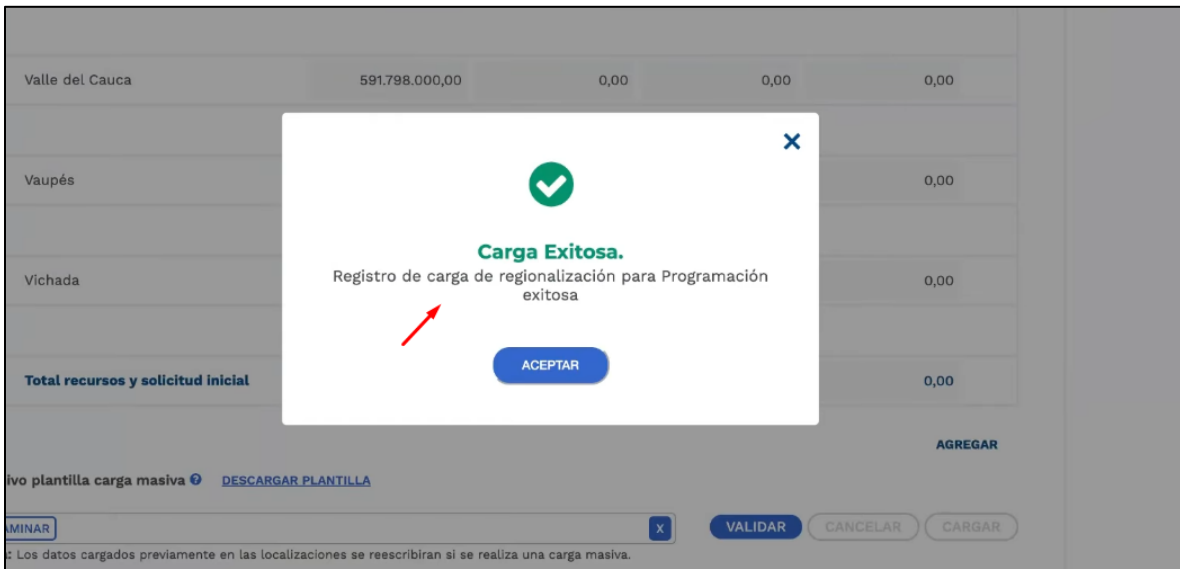 Valle del Cauca 591.798.000,00 0,00 0,00 0,00
Vaupés 0,00
Carga Exitosa.
Registro de carga de regionalización para Programación
exitosa
Vichada 0,00
ACEPTAR
Total recursos y solicitud inicial 0,00
AGREGAR
ivo plantilla carga masiva ? DESCARGAR PLANTILLA
AMINAR X VALIDAR CANCELAR CARGAR
a: Los datos cargados previamente en las localizaciones se reescribiran si se realiza una carga masiva.